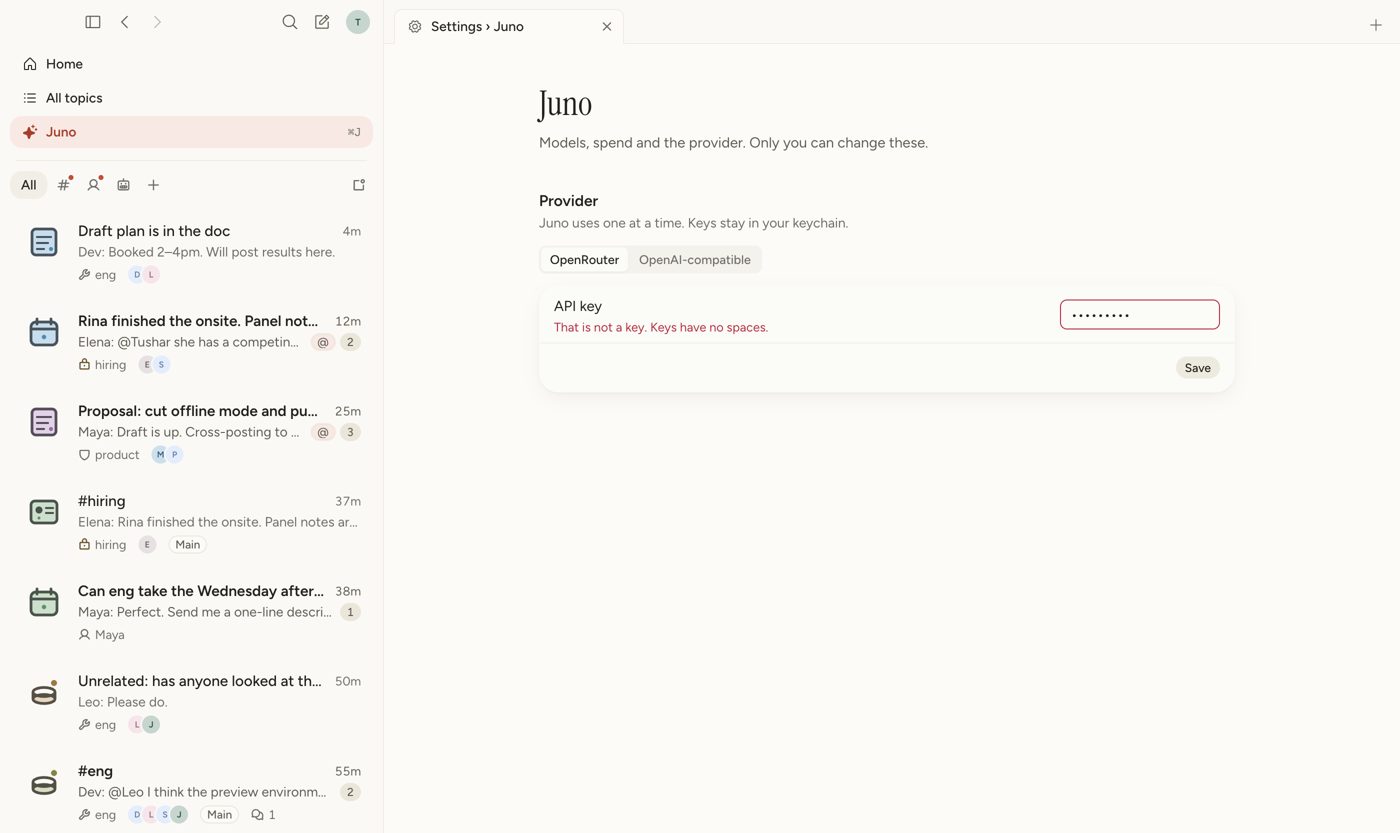 T
Home
All topics
Juno
⌘J
All
Draft plan is in the doc
4m
Dev: Booked 2–4pm. Will post results here.
eng
D
L
Rina finished the onsite. Panel not...
12m
Elena: @Tushar she has a competin...
@
2
hiring
E
S
Proposal: cut offline mode and pu...
25m
Maya: Draft is up. Cross-posting to ...
@
3
product
M
P
#hiring
37m
Elena: Rina finished the onsite. Panel notes ar...
hiring
E
Main
Can eng take the Wednesday after...
38m
Maya: Perfect. Send me a one-line descri...
1
Maya
Unrelated: has anyone looked at th...
50m
Leo: Please do.
eng
L
J
#eng
55m
Dev: @Leo I think the preview environm...
2
eng
D
L
S
J
Main
1
Settings › Juno
Juno
Models, spend and the provider. Only you can change these.
Provider
Juno uses one at a time. Keys stay in your keychain.
OpenRouter
OpenAI-compatible
API key
That is not a key. Keys have no spaces.
•••••••••
Save